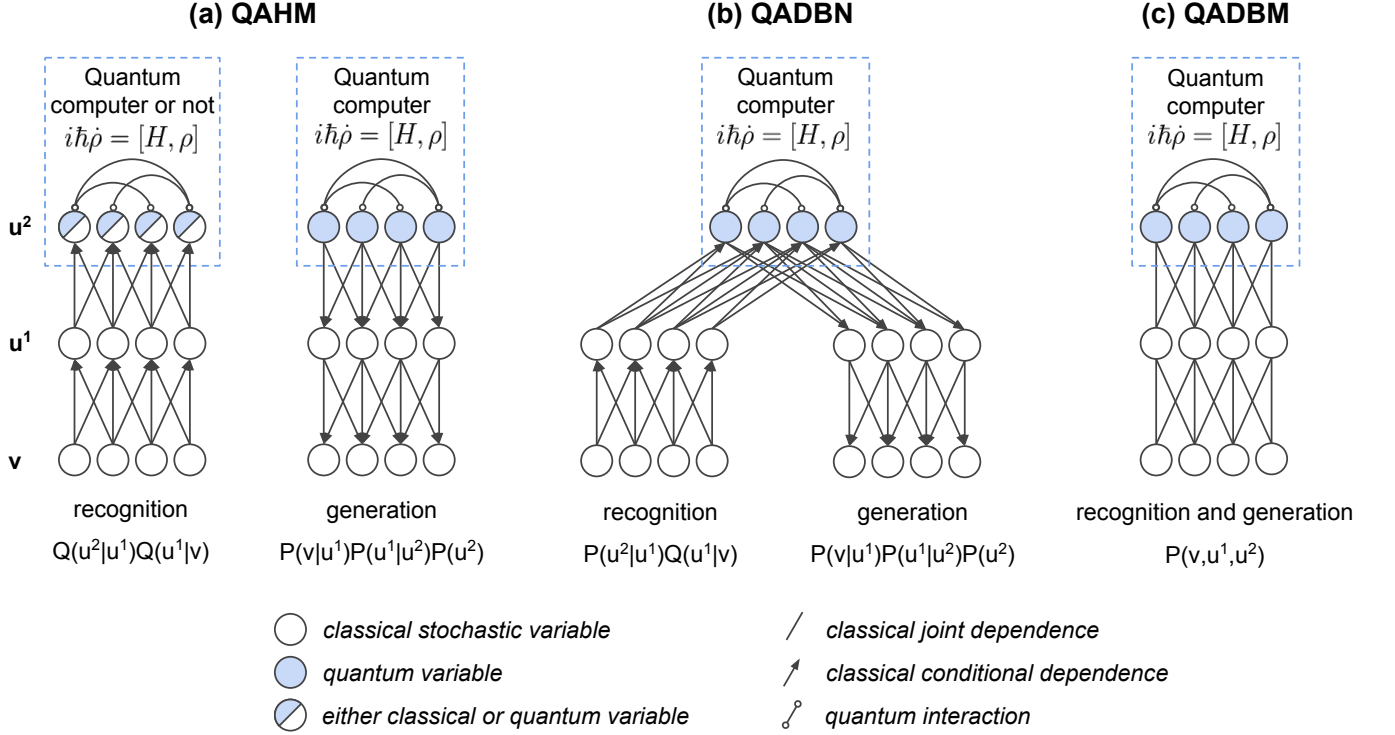 (a) QAHM
(b) QADBN
(c) QADBM
Quantum
computer or not
iħρ̇ = [H, ρ]
Quantum
computer
iħρ̇ = [H, ρ]
Quantum
computer
iħρ̇ = [H, ρ]
Quantum
computer
iħρ̇ = [H, ρ]
u²
u¹
v
recognition
generation
recognition
generation
recognition and generation
Q(u²|u¹)Q(u¹|v)
P(v|u¹)P(u¹|u²)P(u²)
P(u²|u¹)Q(u¹|v)
P(v|u¹)P(u¹|u²)P(u²)
P(v,u¹,u²)
classical stochastic variable
quantum variable
either classical or quantum variable
classical joint dependence
classical conditional dependence
quantum interaction